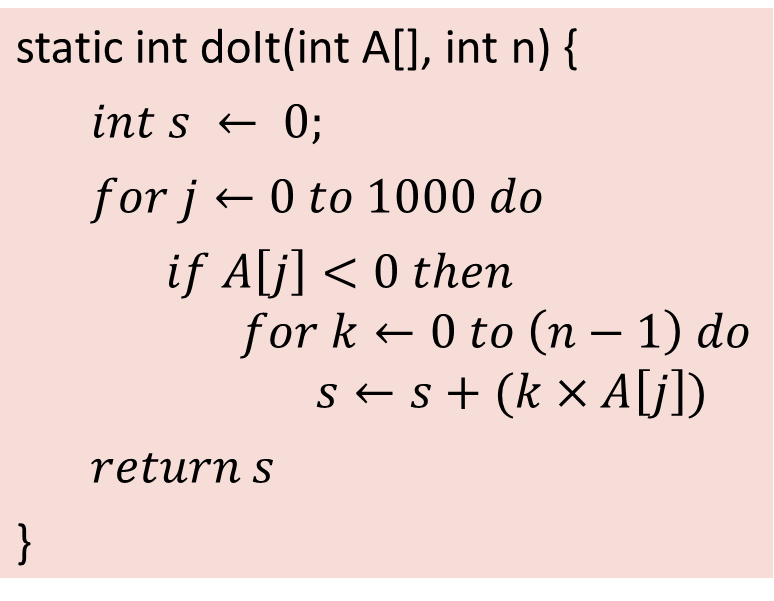 static int doIt(int A[], int n) {
int s ← 0;
for j ← 0 to 1000 do
if A[j] < 0 then
for k ← 0 to (n − 1) do
s ← s + (k × A[j])
return s
}